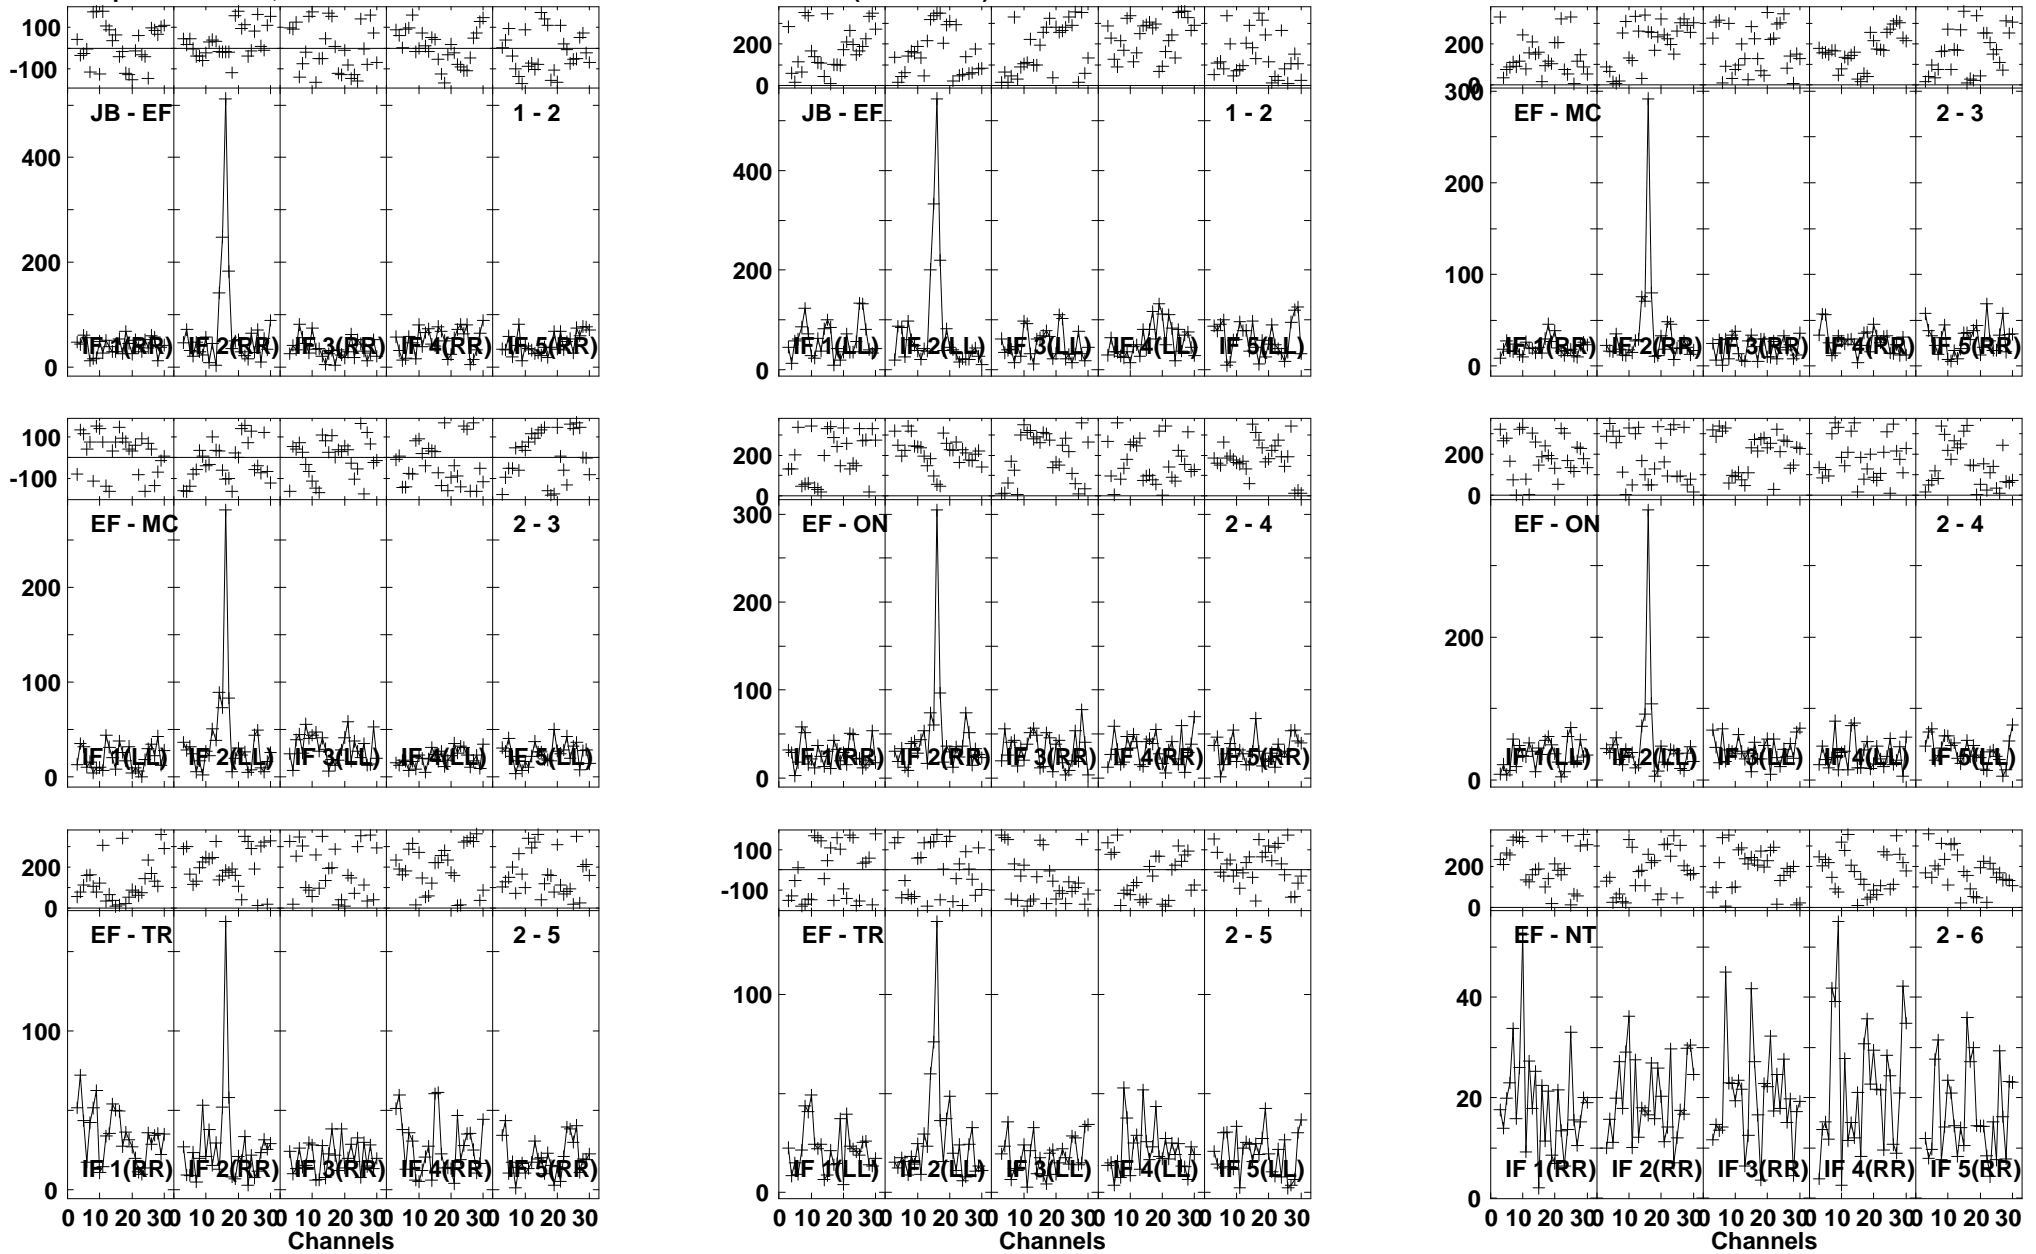 100
-100
JB - EF 1 - 2
400
200
0
IF 1(RR) IF 2(RR) IF 3(RR) IF 4(RR) IF 5(RR)
200
0
JB - EF 1 - 2
400
200
0
IF 1(LL) IF 2(LL) IF 3(LL) IF 4(LL) IF 5(LL)
200
0
300
EF - MC 2 - 3
200
100
0
IF 1(RR) IF 2(RR) IF 3(RR) IF 4(RR) IF 5(RR)
100
-100
EF - MC 2 - 3
200
100
0
IF 1(LL) IF 2(LL) IF 3(LL) IF 4(LL) IF 5(LL)
200
0
300
EF - ON 2 - 4
200
100
0
IF 1(RR) IF 2(RR) IF 3(RR) IF 4(RR) IF 5(RR)
200
0
EF - ON 2 - 4
200
0
IF 1(LL) IF 2(LL) IF 3(LL) IF 4(LL) IF 5(LL)
200
0
EF - TR 2 - 5
100
0
IF 1(RR) IF 2(RR) IF 3(RR) IF 4(RR) IF 5(RR)
0 10 20 30 0 10 20 30 0 10 20 30 0 10 20 30 0 10 20 30
Channels
100
-100
EF - TR 2 - 5
100
0
IF 1(LL) IF 2(LL) IF 3(LL) IF 4(LL) IF 5(LL)
0 10 20 30 0 10 20 30 0 10 20 30 0 10 20 30 0 10 20 30
Channels
200
0
EF - NT 2 - 6
40
20
0
IF 1(RR) IF 2(RR) IF 3(RR) IF 4(RR) IF 5(RR)
0 10 20 30 0 10 20 30 0 10 20 30 0 10 20 30 0 10 20 30
Channels